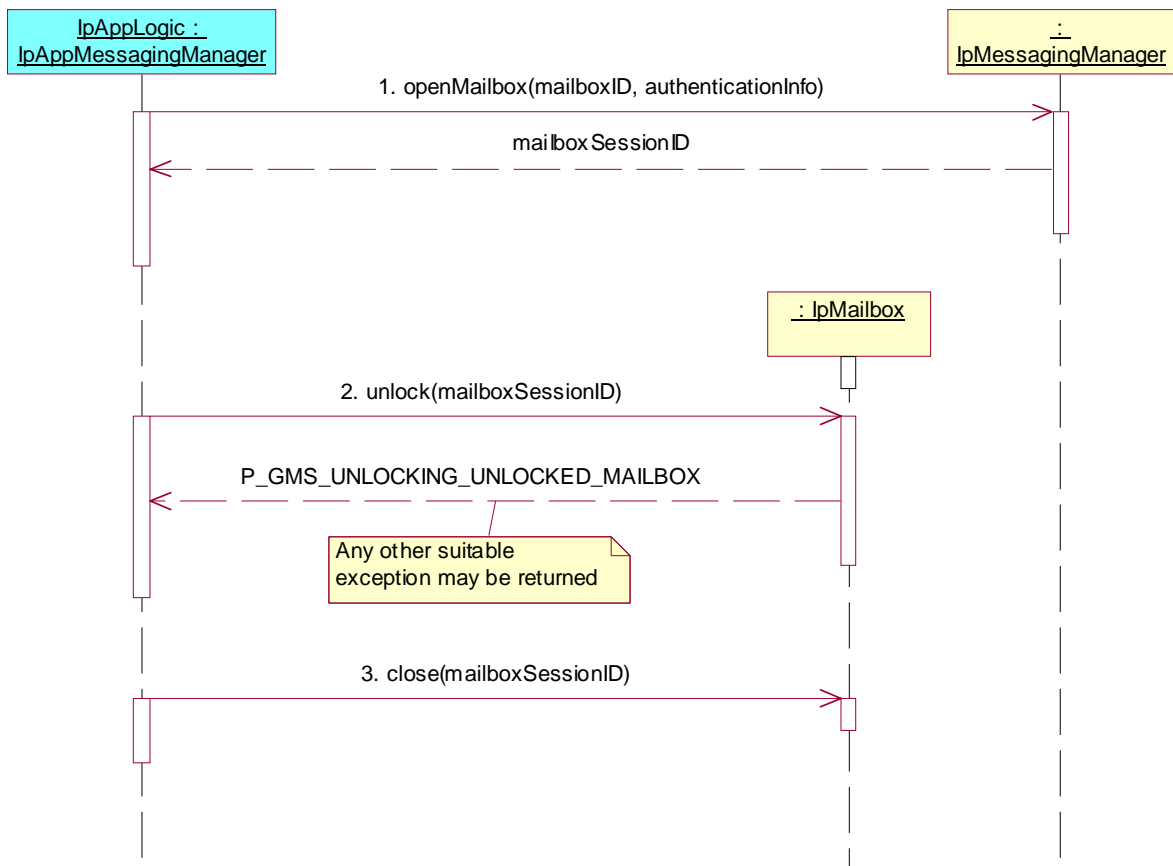 IpAppLogic :
IpAppMessagingManager
:
IpMessagingManager
1. openMailbox(mailboxID, authenticationInfo)
mailboxSessionID
: IpMailbox
2. unlock(mailboxSessionID)
P_GMS_UNLOCKING_UNLOCKED_MAILBOX
Any other suitable
exception may be returned
3. close(mailboxSessionID)